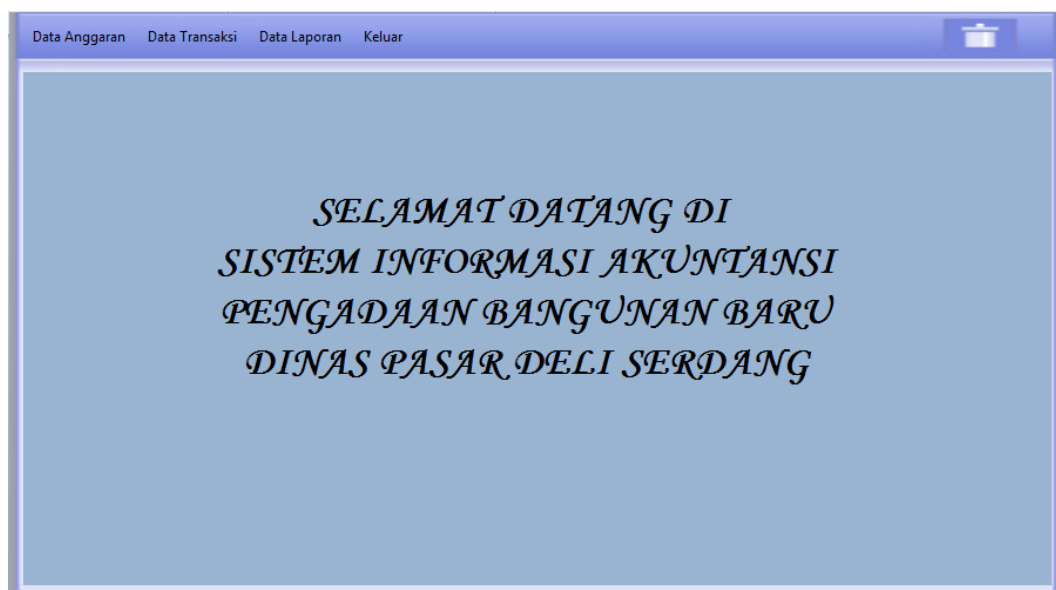 Data Anggaran Data Transaksi Data Laporan Keluar
SELAMAT DATANG DI
SISTEM INFORMASI AKUNTANSI
PENGADAAN BANGUNAN BARU
DINAS PASAR DELI SERDANG